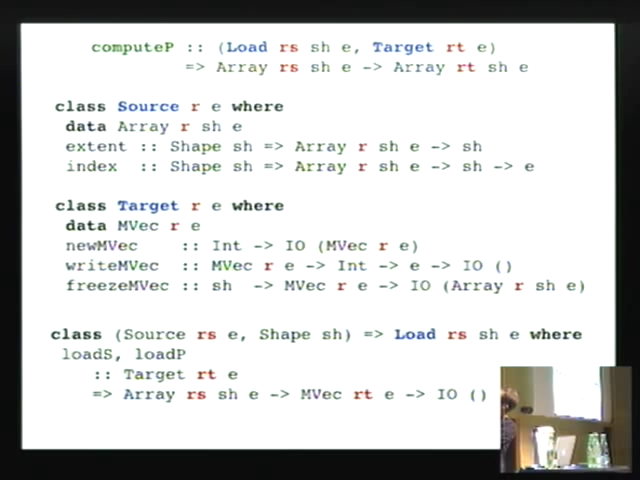 computeP :: (Load rs sh e, Target rt e)
=> Array rs sh e -> Array rt sh e
class Source r e where
data Array r sh e
extent :: Shape sh => Array r sh e -> sh
index :: Shape sh => Array r sh e -> sh -> e
class Target r e where
data MVec r e
newMVec :: Int -> IO (MVec r e)
writeMVec :: MVec r e -> Int -> e -> IO ()
freezeMVec :: sh -> MVec r e -> IO (Array r sh e)
class (Source rs e, Shape sh) => Load rs sh e where
loadS, loadP
:: Target rt e
=> Array rs sh e -> MVec rt e -> IO ()